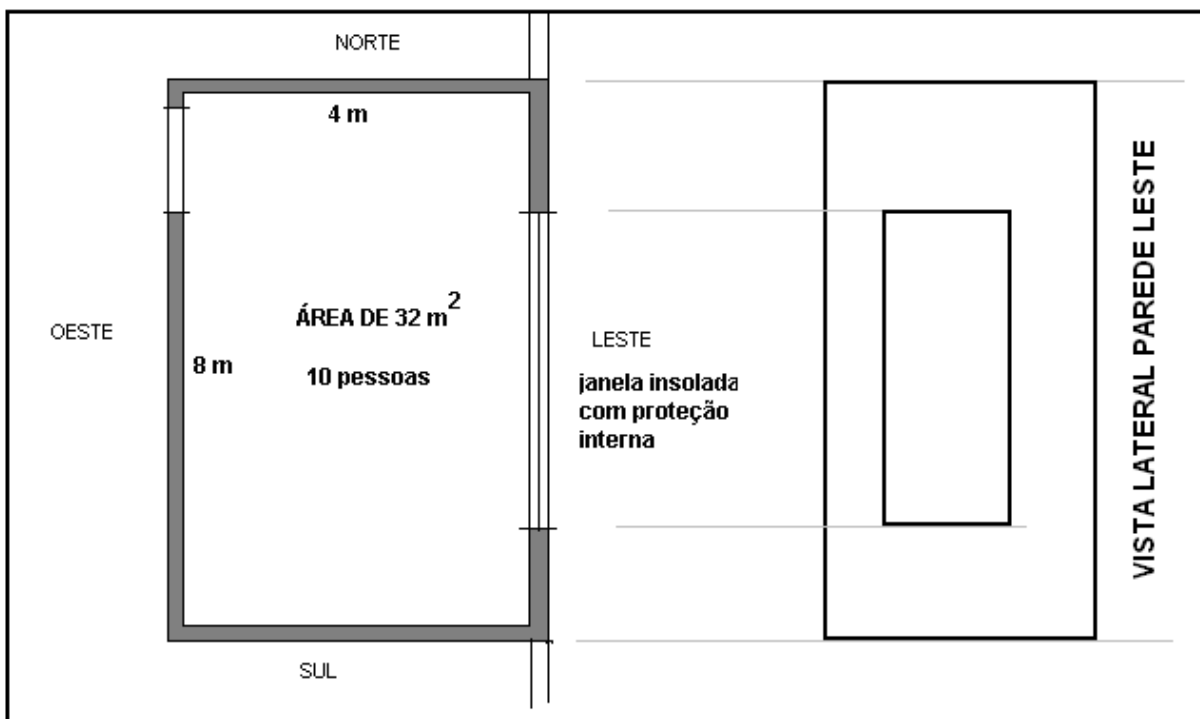 NORTE
4 m
ÁREA DE 32 m²
10 pessoas
8 m
OESTE
LESTE
janela insolada
com proteção
interna
SUL
VISTA LATERAL PAREDE LESTE